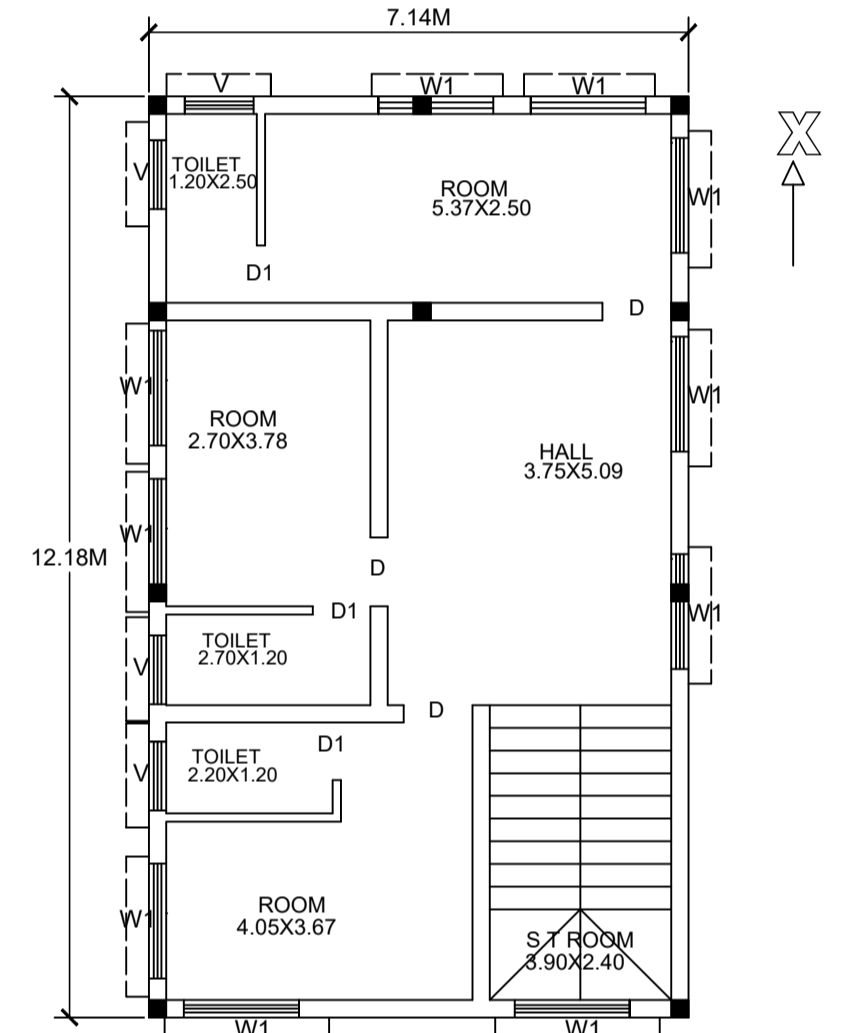 7.14M
V
W1
W1
V
TOILET
1.20X2.50
ROOM
5.37X2.50
W1
X
D1
D
W1
ROOM
2.70X3.78
W1
HALL
3.75X5.09
W1
12.18M
D
D1
W1
TOILET
2.70X1.20
V
D
D1
TOILET
2.20X1.20
V
ROOM
4.05X3.67
W1
S T ROOM
3.90X2.40
W1
W1